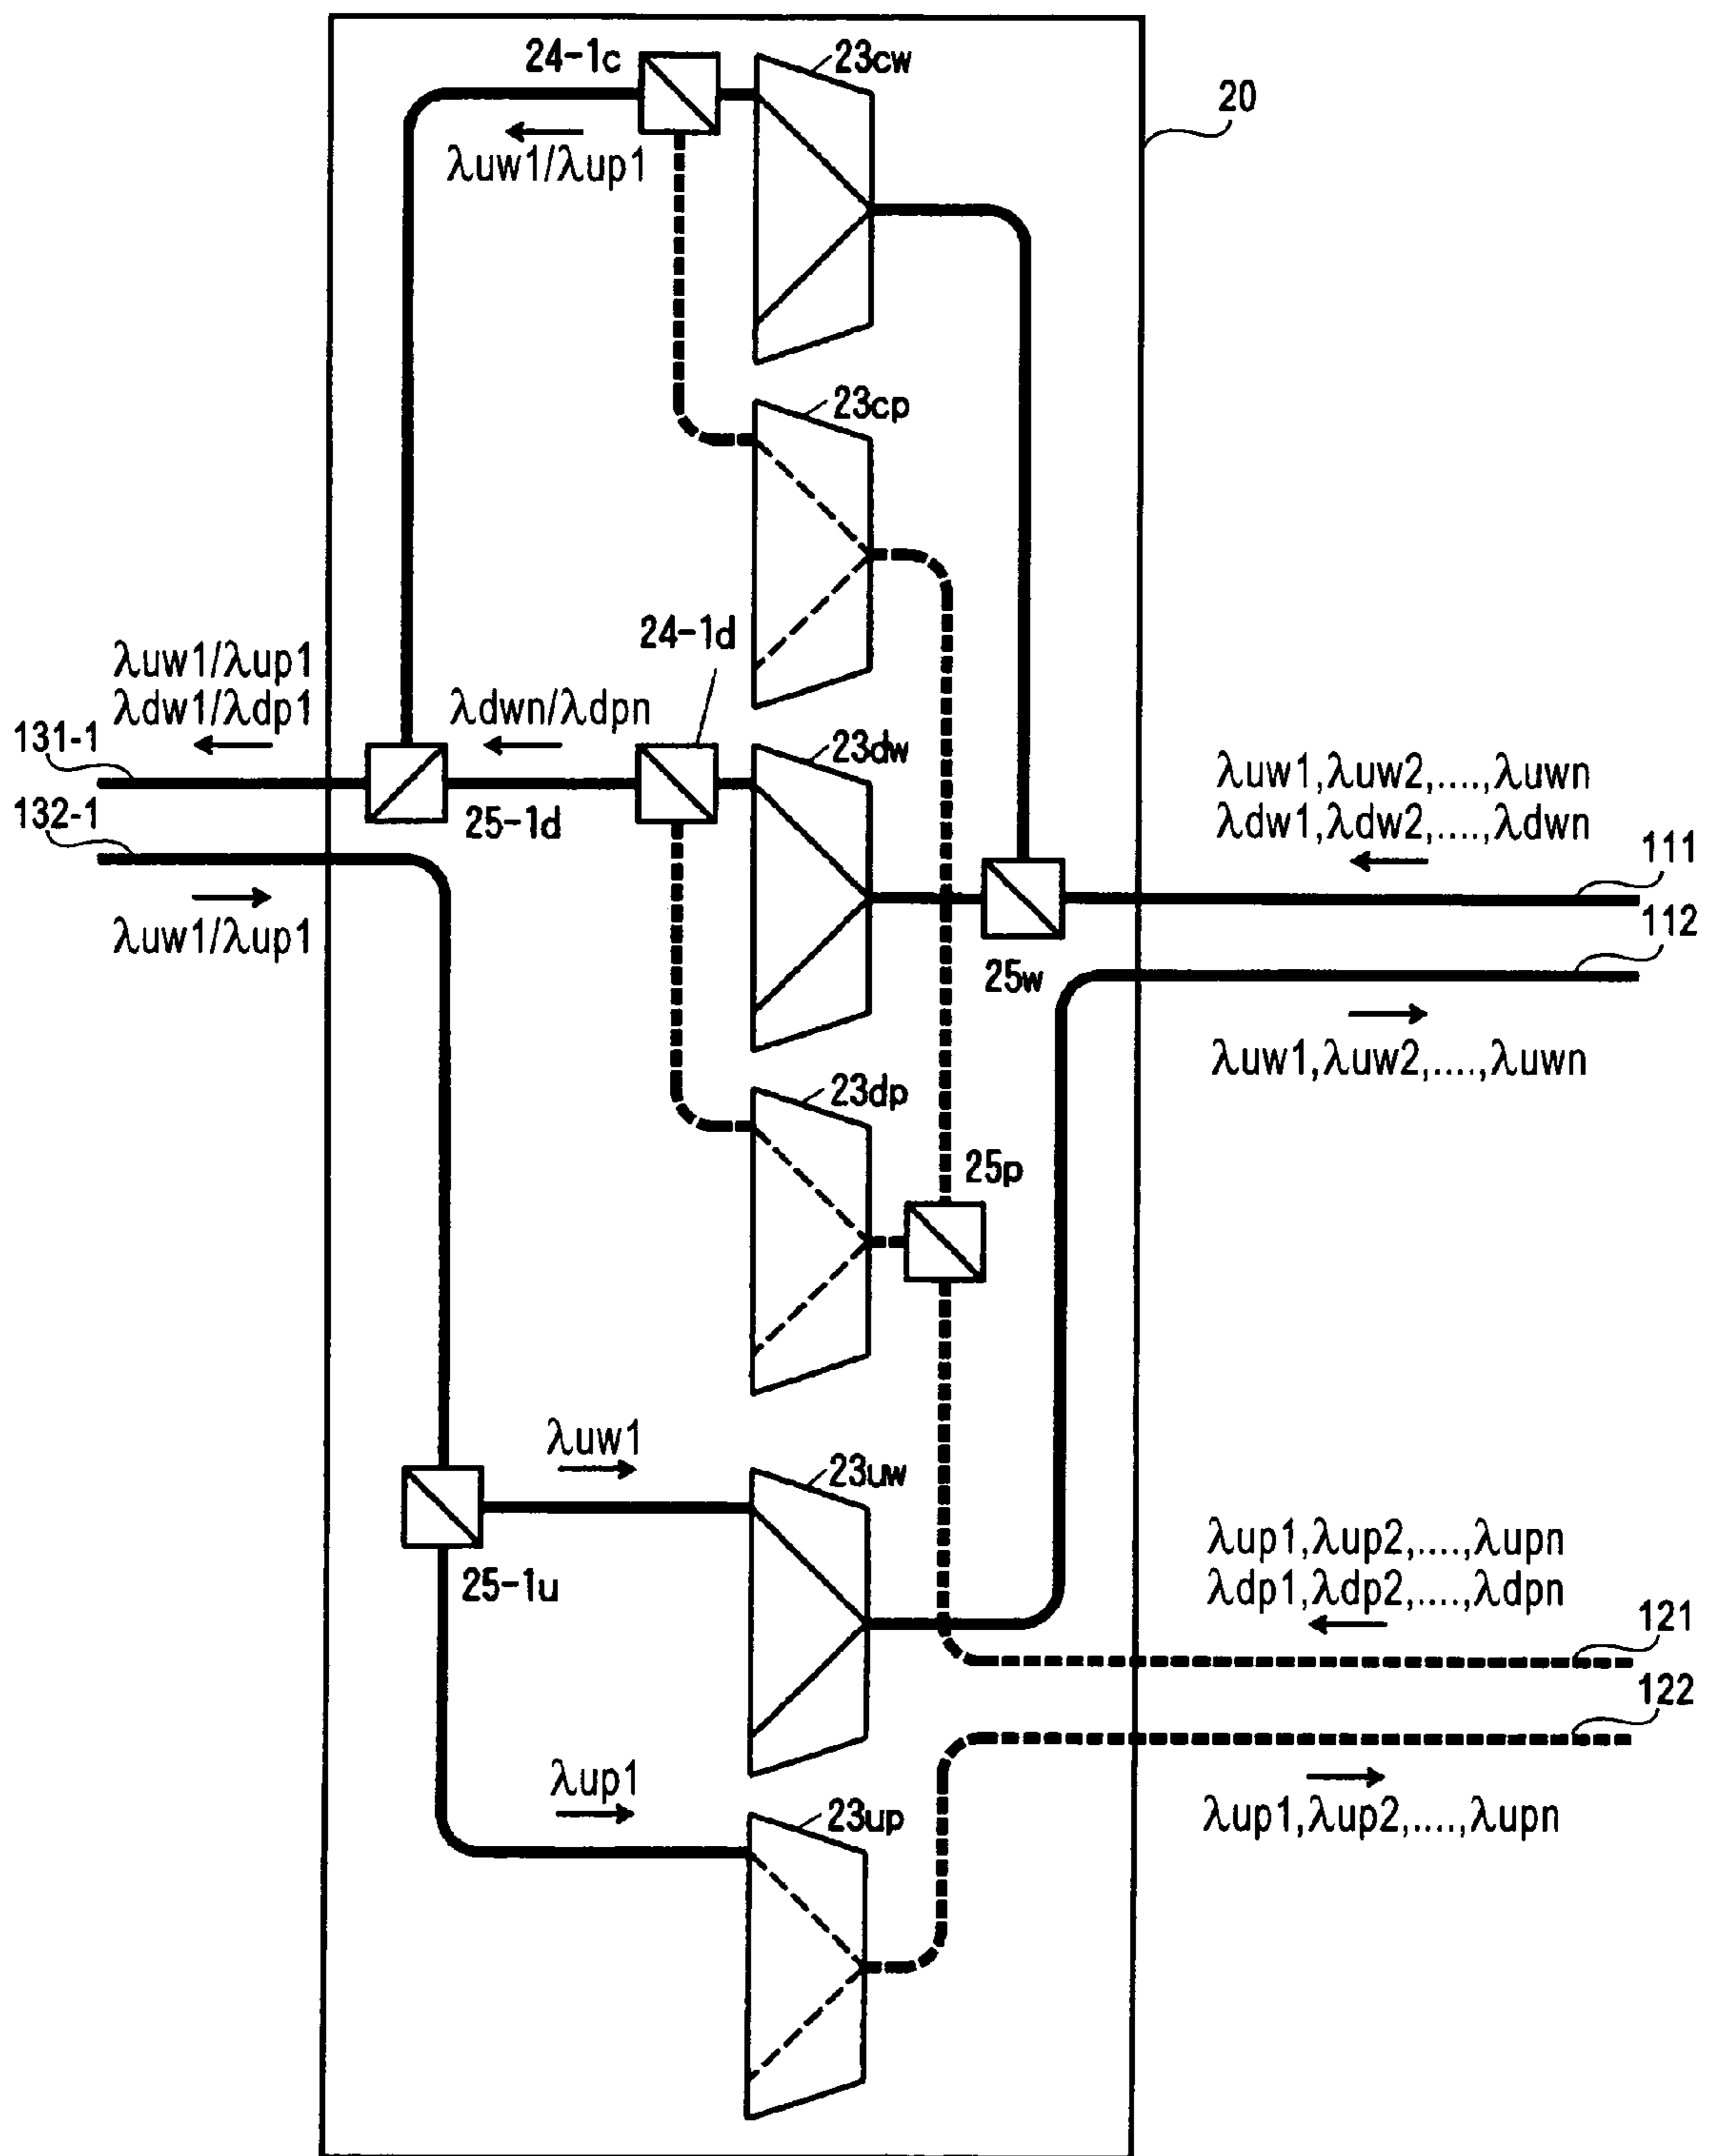 24-1c
23cw
20
λuw1/λup1
23cp
24-1d
λuw1/λup1
λdw1/λdp1
λdwn/λdpn
131-1
23dw
λuw1,λuw2,....,λuwn
λdw1,λdw2,....,λdwn
132-1
25-1d
111
112
λuw1/λup1
25w
λuw1,λuw2,....,λuwn
23dp
25p
λuw1
23uw
λup1,λup2,....,λupn
λdp1,λdp2,....,λdpn
25-1u
121
122
λup1
23up
λup1,λup2,....,λupn